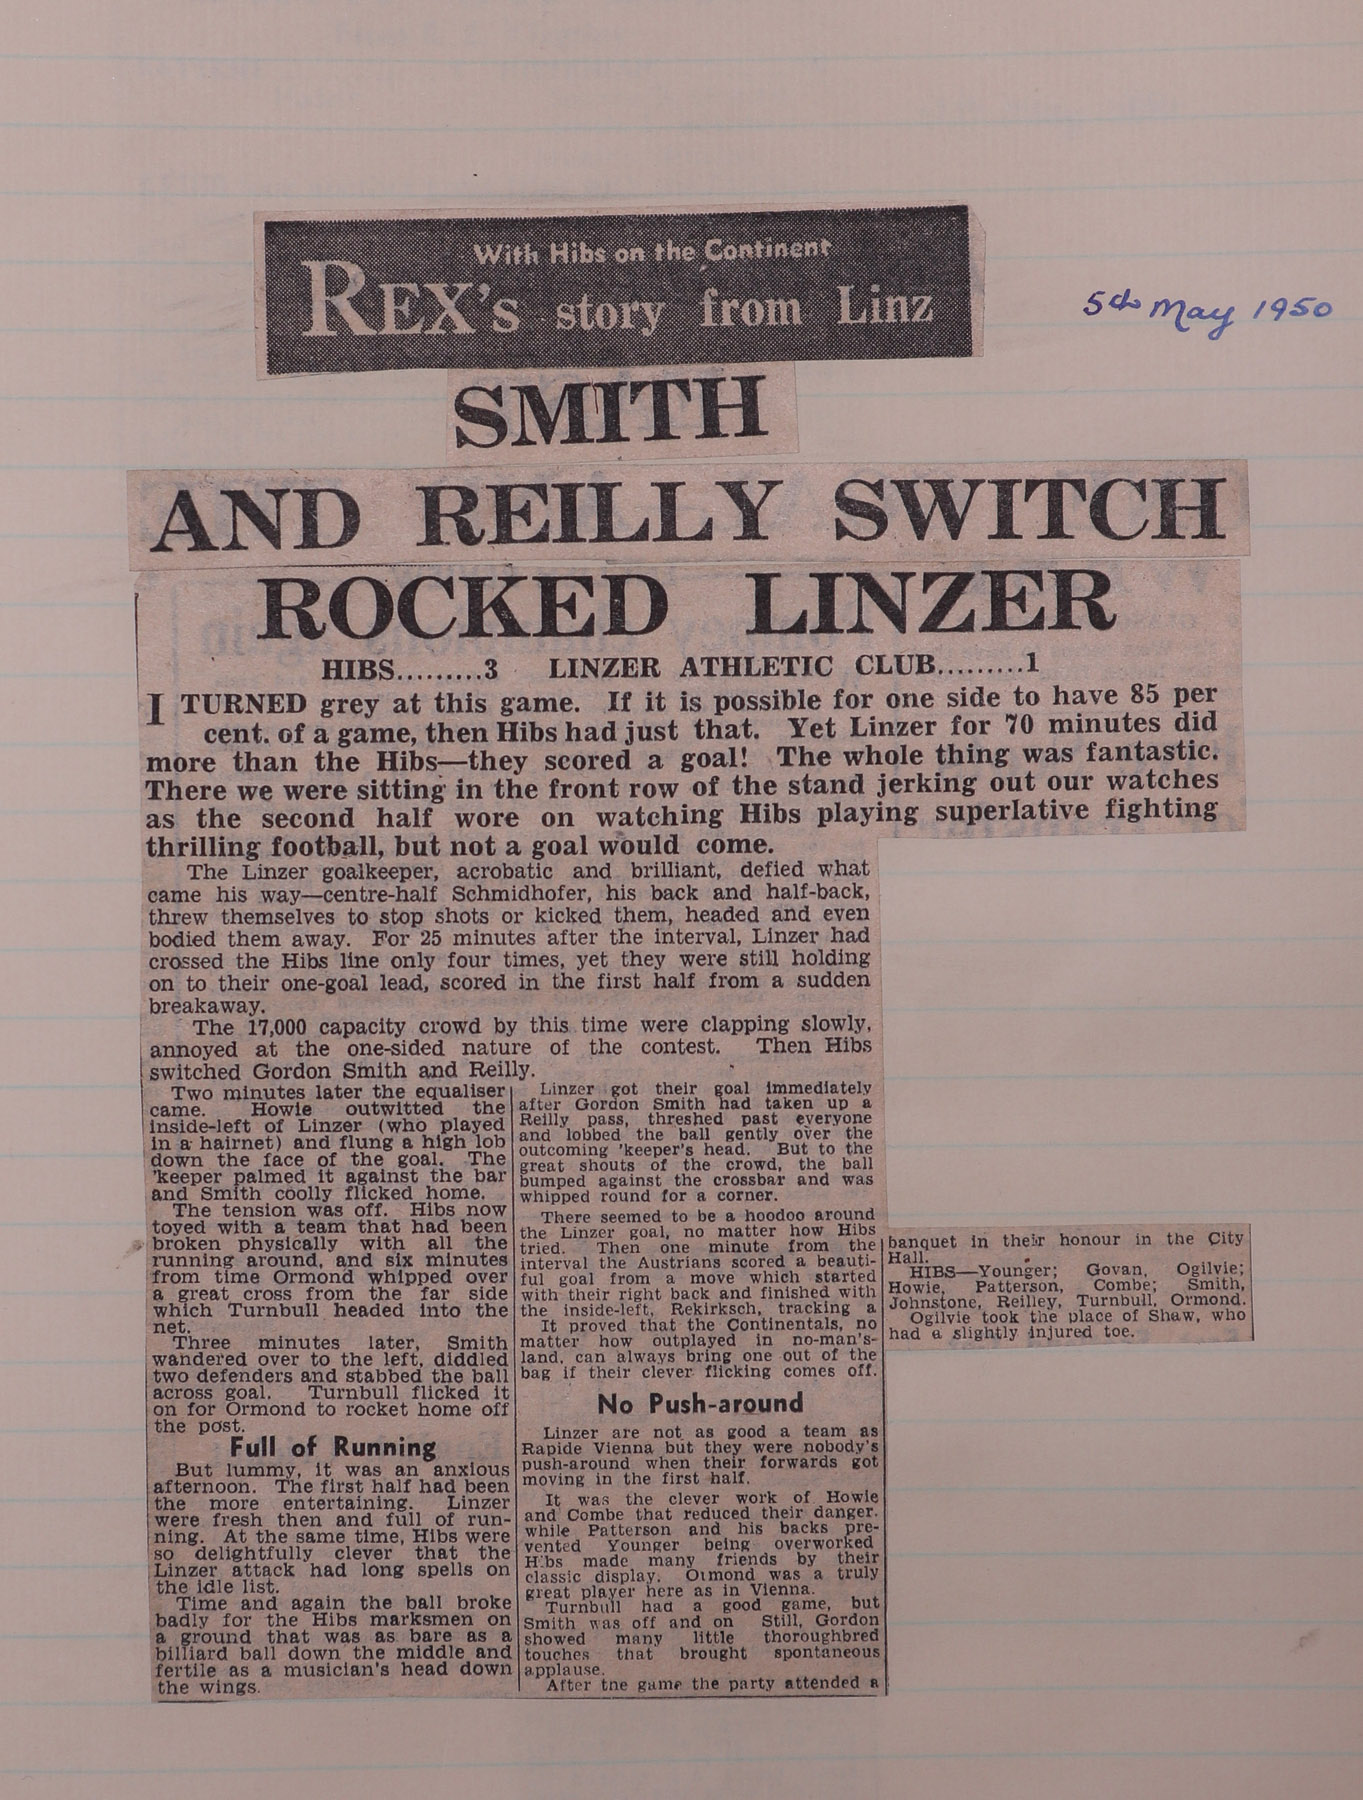 With Hibs on the Continent
REX's story from Linz
5th May 1950
SMITH
AND REILLY SWITCH
ROCKED LINZER
HIBS.........3 LINZER ATHLETIC CLUB.........1
I TURNED grey at this game. If it is possible for one side to have 85 per
cent. of a game, then Hibs had just that. Yet Linzer for 70 minutes did
more than the Hibs—they scored a goal! The whole thing was fantastic.
There we were sitting in the front row of the stand jerking out our watches
as the second half wore on watching Hibs playing superlative fighting
thrilling football, but not a goal would come.
The Linzer goalkeeper, acrobatic and brilliant, defied what
came his way—centre-half Schmidhofer, his back and half-back,
threw themselves to stop shots or kicked them, headed and even
bodied them away. For 25 minutes after the interval, Linzer had
crossed the Hibs line only four times, yet they were still holding
on to their one-goal lead, scored in the first half from a sudden
breakaway.
The 17,000 capacity crowd by this time were clapping slowly,
annoyed at the one-sided nature of the contest. Then Hibs
switched Gordon Smith and Reilly.
Two minutes later the equaliser
came. Howie outwitted the
inside-left of Linzer (who played
in a hairnet) and flung a high lob
down the face of the goal. The
'keeper palmed it against the bar
and Smith coolly flicked home.
The tension was off. Hibs now
toyed with a team that had been
broken physically with all the
running around, and six minutes
from time Ormond whipped over
a great cross from the far side
which Turnbull headed into the
net.
Three minutes later, Smith
wandered over to the left, diddled
two defenders and stabbed the ball
across goal. Turnbull flicked it
on for Ormond to rocket home off
the post.
Full of Running
But lummy, it was an anxious
afternoon. The first half had been
the more entertaining. Linzer
were fresh then and full of run-
ning. At the same time, Hibs were
so delightfully clever that the
Linzer attack had long spells on
the idle list.
Time and again the ball broke
badly for the Hibs marksmen on
a ground that was as bare as a
billiard ball down the middle and
fertile as a musician's head down
the wings.
Linzer got their goal immediately
after Gordon Smith had taken up a
Reilly pass, threshed past everyone
and lobbed the ball gently over the
outcoming 'keeper's head. But to the
great shouts of the crowd, the ball
bumped against the crossbar and was
whipped round for a corner.
There seemed to be a hoodoo around
the Linzer goal, no matter how Hibs
tried. Then one minute from the
interval the Austrians scored a beauti-
ful goal from a move which started
with their right back and finished with
the inside-left, Rekirksch, tracking a
It proved that the Continentals, no
matter how outplayed in no-man's-
land, can always bring one out of the
bag if their clever flicking comes off.
No Push-around
Linzer are not as good a team as
Rapide Vienna but they were nobody's
push-around when their forwards got
moving in the first half.
It was the clever work of Howie
and Combe that reduced their danger.
while Patterson and his backs pre-
vented Younger being overworked
Hibs made many friends by their
classic display. Ormond was a truly
great player here as in Vienna.
Turnbull had a good game, but
Smith was off and on Still, Gordon
showed many little thoroughbred
touches that brought spontaneous
applause.
After the game the party attended a
banquet in their honour in the City
Hall.
HIBS—Younger; Govan, Ogilvie;
Howie, Patterson, Combe; Smith,
Johnstone, Reilley, Turnbull, Ormond.
Ogilvie took the place of Shaw, who
had a slightly injured toe.